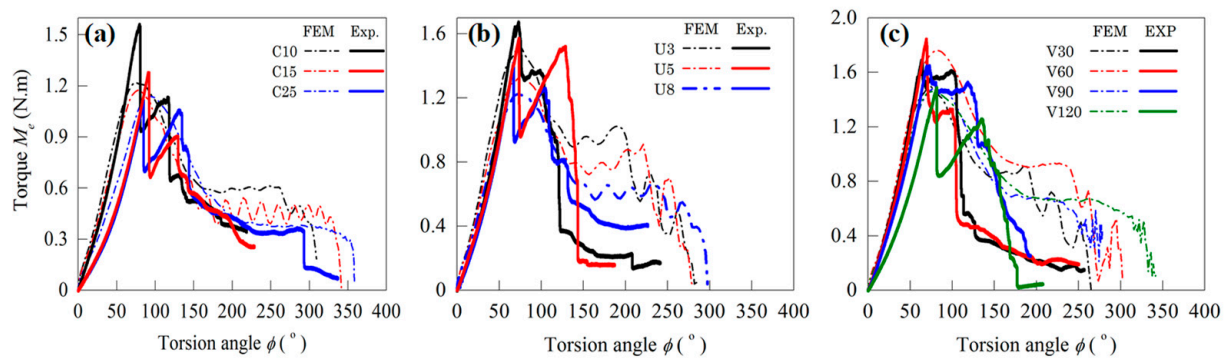 (a)
FEM Exp.
C10
C15
C25
Torque Mₑ (N.m)
1.5
1.2
0.9
0.6
0.3
0
0 50 100 150 200 250 300 350 400
Torsion angle ϕ ( ° )
(b)
FEM Exp.
U3
U5
U8
1.6
1.2
0.8
0.4
0
0 50 100 150 200 250 300 350 400
Torsion angle ϕ ( ° )
(c)
FEM EXP
V30
V60
V90
V120
2.0
1.6
1.2
0.8
0.4
0
0 50 100 150 200 250 300 350 400
Torsion angle ϕ ( ° )